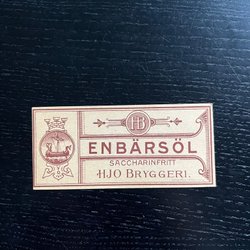 HB
ENBÄRSÖL
SACCHARINFRITT
HJO BRYGGERI.